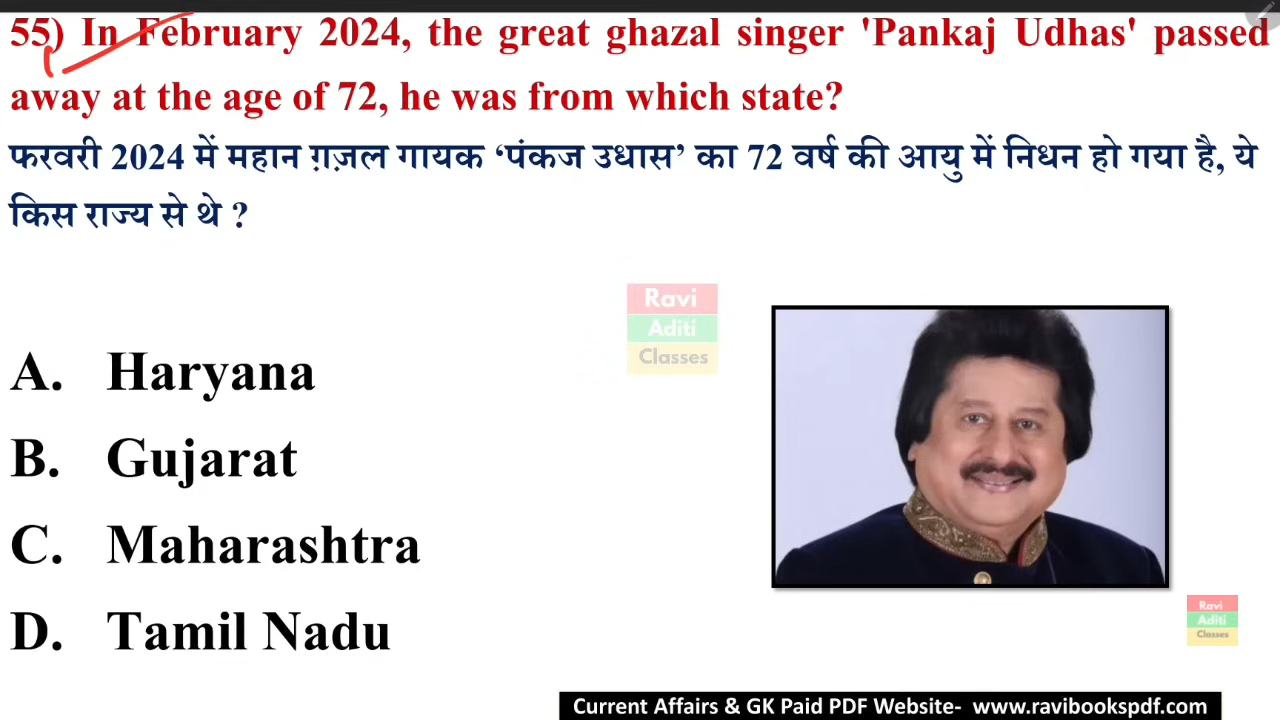 55) In February 2024, the great ghazal singer 'Pankaj Udhas' passed
away at the age of 72, he was from which state?
फरवरी 2024 में महान ग़ज़ल गायक ‘पंकज उधास’ का 72 वर्ष की आयु में निधन हो गया है, ये
किस राज्य से थे ?
Ravi
Aditi
Classes
A. Haryana
B. Gujarat
C. Maharashtra
D. Tamil Nadu
Ravi
Aditi
Classes
Current Affairs & GK Paid PDF Website- www.ravibookspdf.com